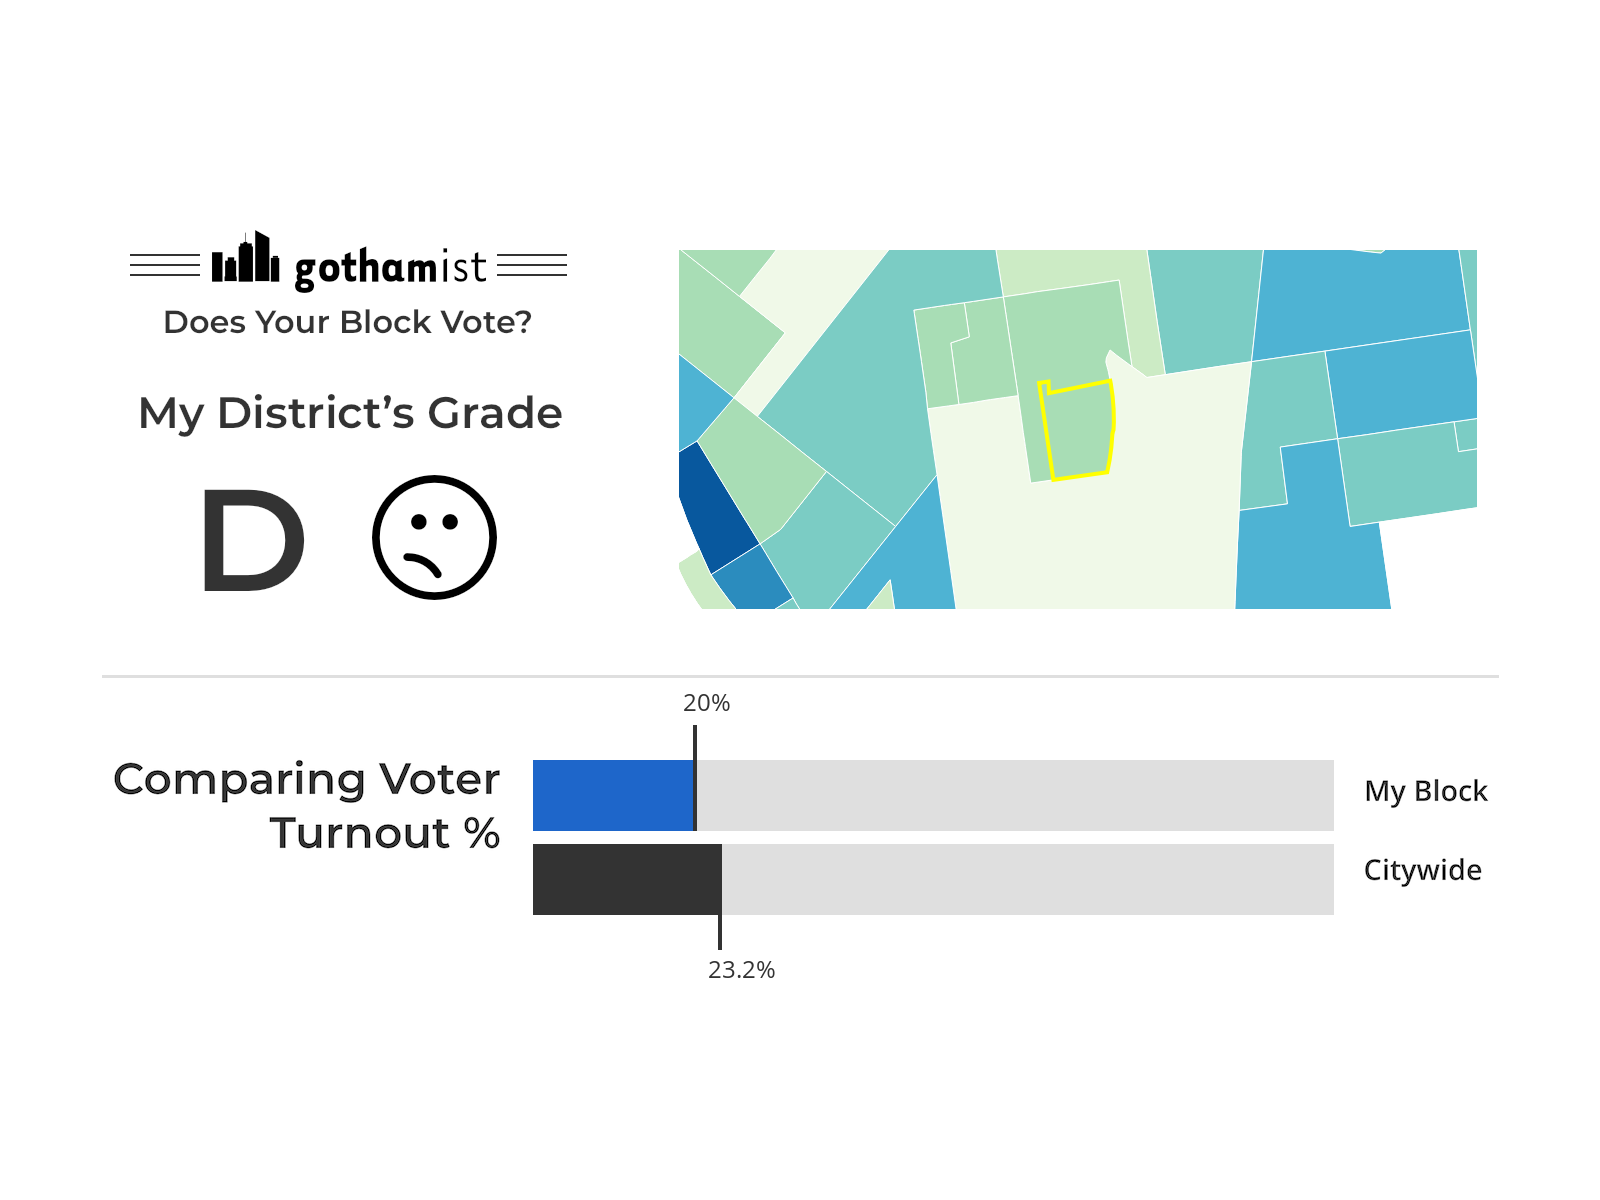 gothamist
Does Your Block Vote?
My District’s Grade
D
20%
Comparing Voter
Turnout %
My Block
Citywide
23.2%